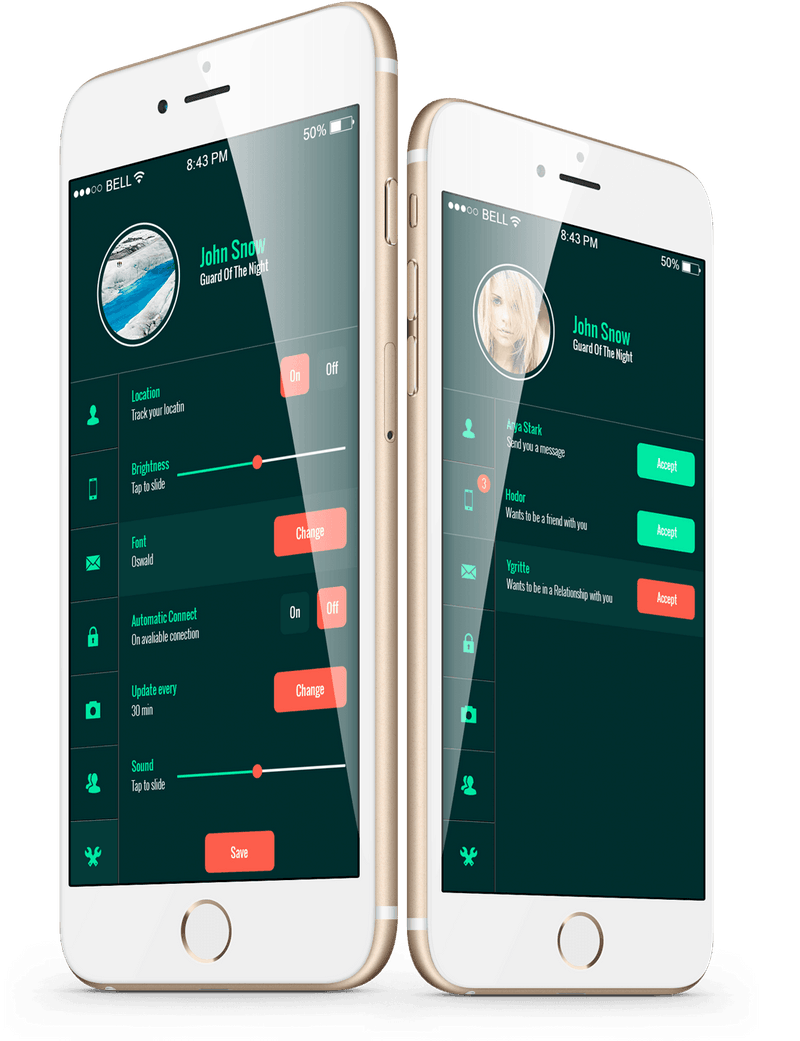 BELL 8:43 PM 50%
John Snow
Guard Of The Night
Location
Track your locatin
On Off
Brightness
Tap to slide
Font
Oswald
Change
Automatic Connect
On avaliable conection
On Off
Update every
30 min
Change
Sound
Tap to slide
Save
BELL 8:43 PM 50%
John Snow
Guard Of The Night
Arya Stark
Send you a message
Accept
3
Hodor
Wants to be a friend with you
Accept
Ygritte
Wants to be in a Relationship with you
Accept